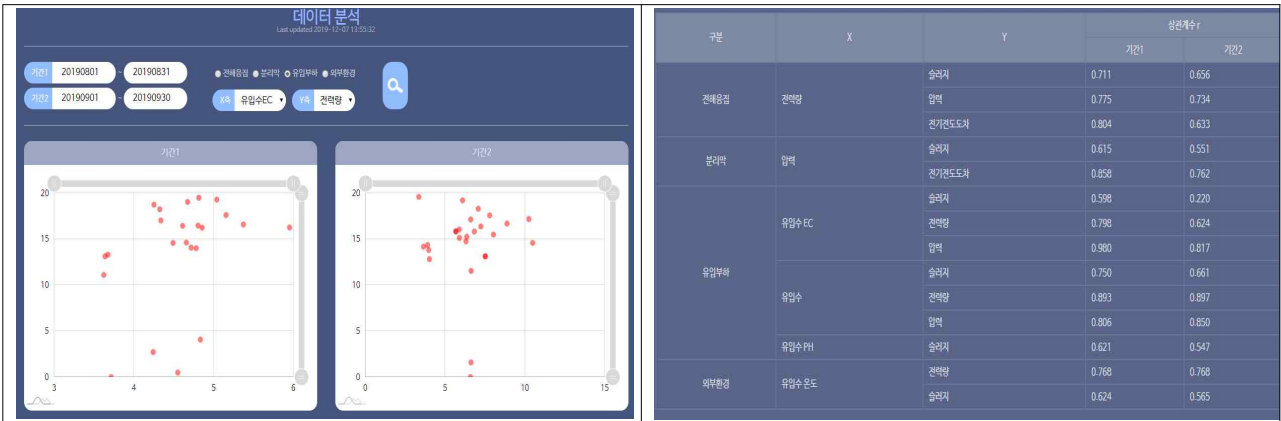 데이터 분석
Last updated 2019-12-07 13:55:32
기간1 20190801 ~ 20190831
전해응집 분리막 유입부하 외부환경
기간2 20190901 ~ 20190930
X축 유입수EC Y축 전력량
기간1
20
15
10
5
0
3 4 5 6
기간2
20
15
10
5
0
0 5 10 15
구분 X Y 상관계수 r
기간1 기간2
전해응집 전력량 슬러지 0.711 0.656
압력 0.775 0.734
전기전도도차 0.804 0.633
분리막 압력 슬러지 0.615 0.551
전기전도도차 0.858 0.762
유입부하 유입수 EC 슬러지 0.598 0.220
전력량 0.798 0.624
압력 0.980 0.817
유입수 슬러지 0.750 0.661
전력량 0.893 0.897
압력 0.806 0.850
유입수 PH 슬러지 0.621 0.547
외부환경 유입수 온도 전력량 0.768 0.768
슬러지 0.624 0.565